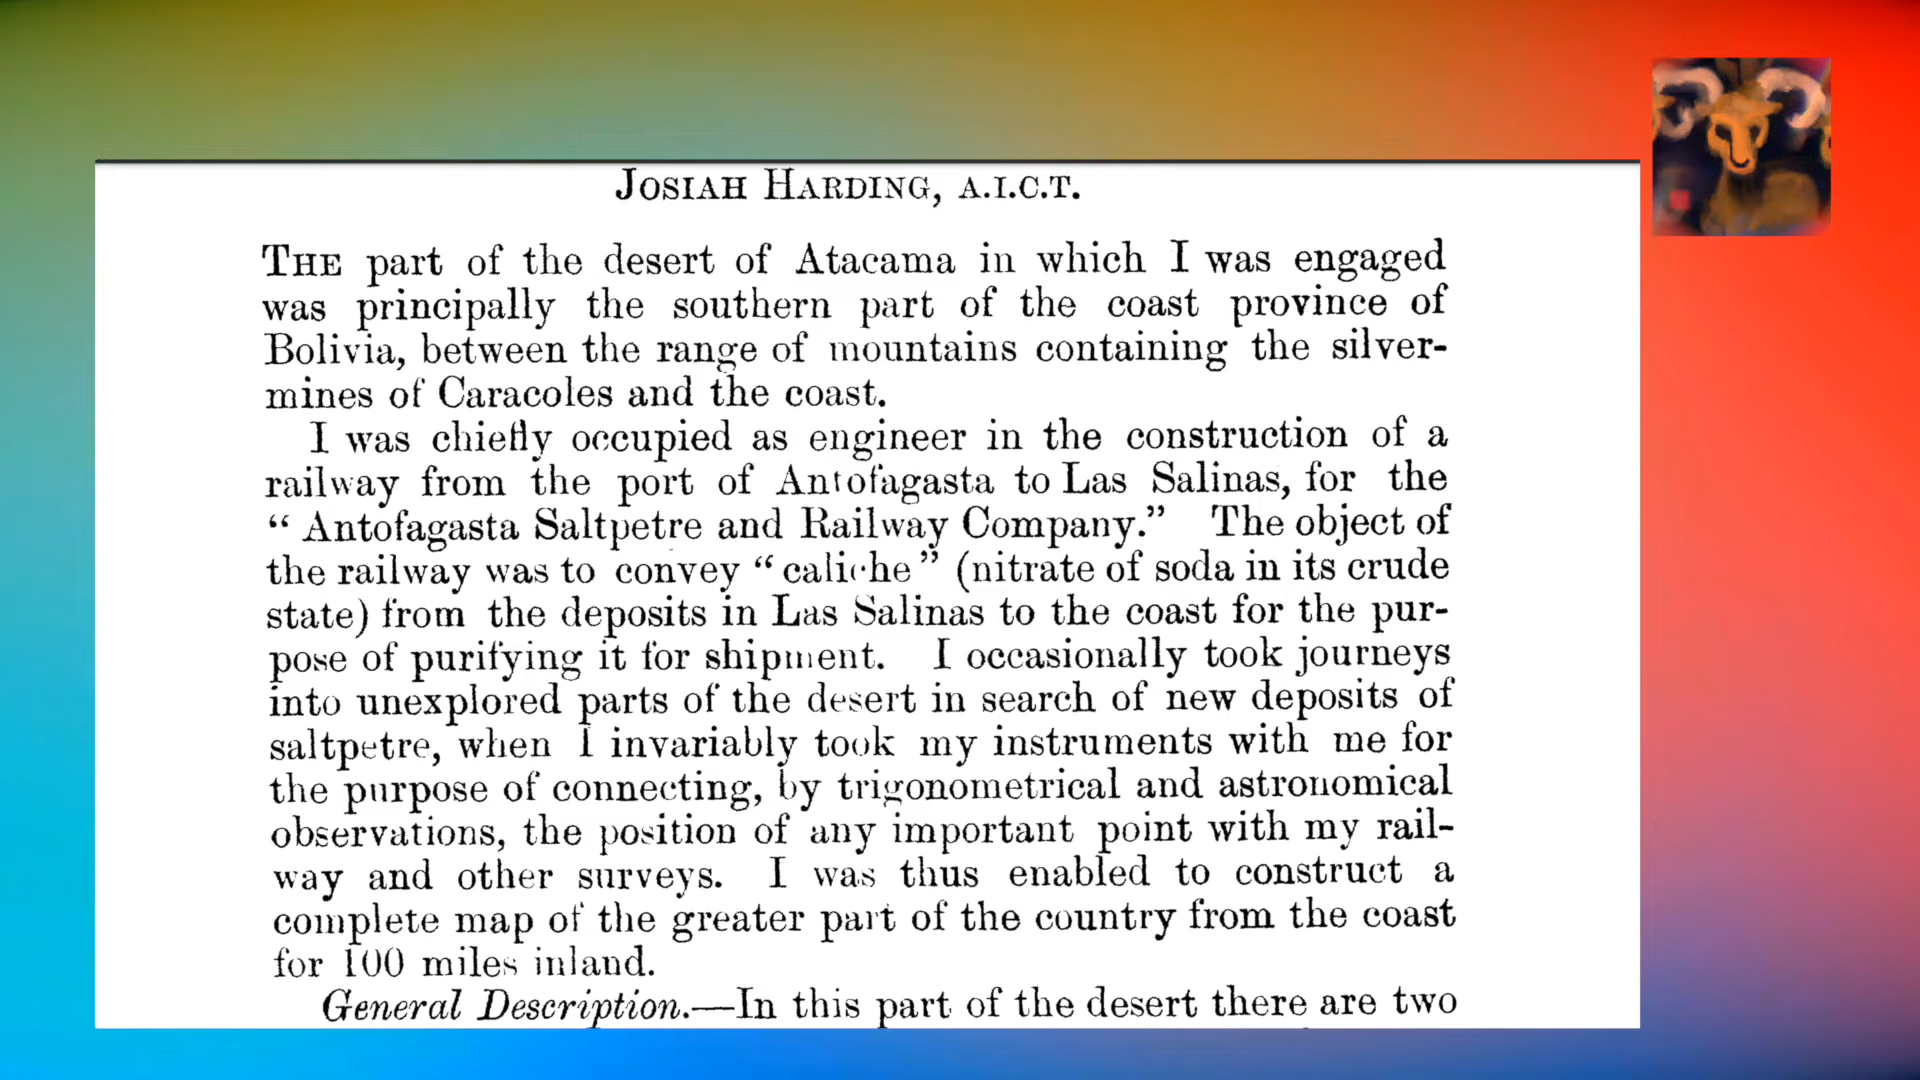 JOSIAH HARDING, A.I.C.T.
THE part of the desert of Atacama in which I was engaged
was principally the southern part of the coast province of
Bolivia, between the range of mountains containing the silver-
mines of Caracoles and the coast.
I was chiefly occupied as engineer in the construction of a
railway from the port of Antofagasta to Las Salinas, for the
“ Antofagasta Saltpetre and Railway Company.” The object of
the railway was to convey “ caliche ” (nitrate of soda in its crude
state) from the deposits in Las Salinas to the coast for the pur-
pose of purifying it for shipment. I occasionally took journeys
into unexplored parts of the desert in search of new deposits of
saltpetre, when I invariably took my instruments with me for
the purpose of connecting, by trigonometrical and astronomical
observations, the position of any important point with my rail-
way and other surveys. I was thus enabled to construct a
complete map of the greater part of the country from the coast
for 100 miles inland.
General Description.—In this part of the desert there are two